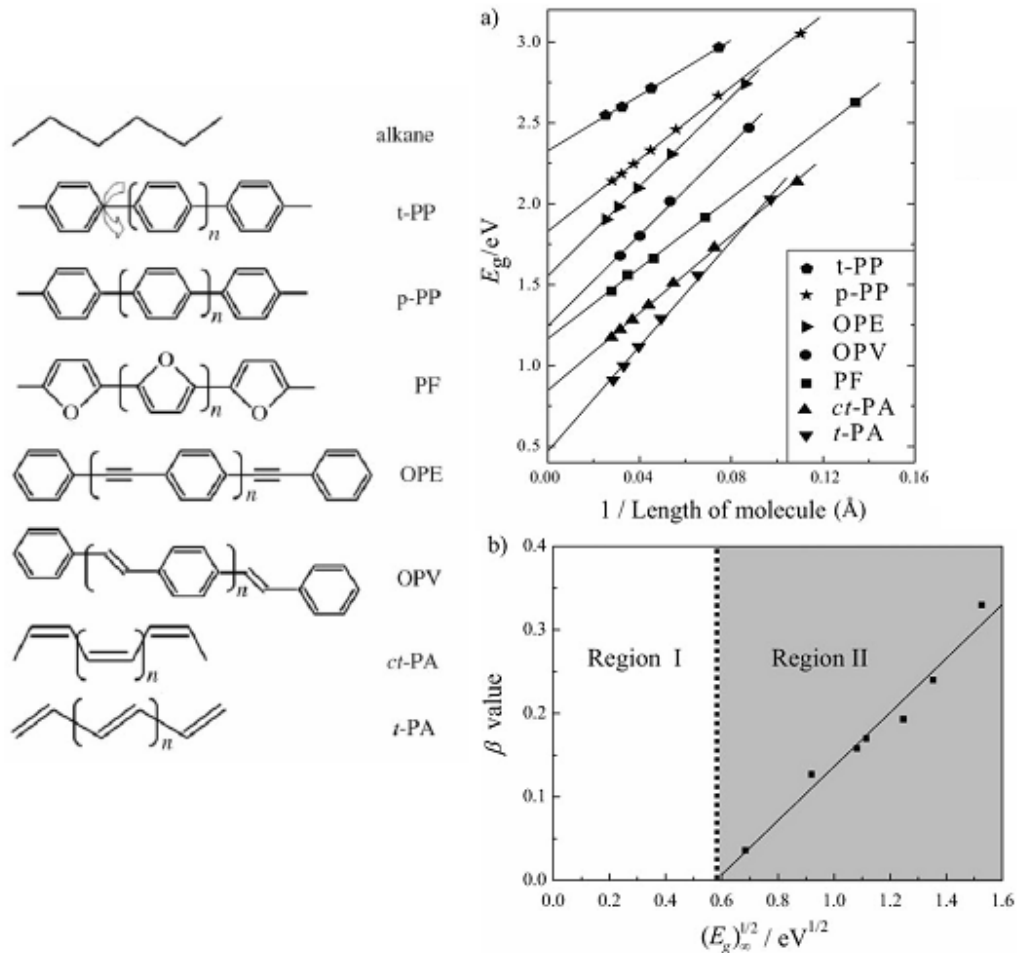 alkane
t-PP
n
p-PP
n
PF
O
O
O
n
OPE
n
OPV
n
ct-PA
n
t-PA
n
a)
3.0
2.5
2.0
1.5
1.0
0.5
E_g/eV
0.00
0.04
0.08
0.12
0.16
1 / Length of molecule (Å)
t-PP
p-PP
OPE
OPV
PF
ct-PA
t-PA
b)
0.4
0.3
0.2
0.1
0.0
β value
Region I
Region II
0.0
0.2
0.4
0.6
0.8
1.0
1.2
1.4
1.6
(E_g)_∞^{1/2} / eV^{1/2}